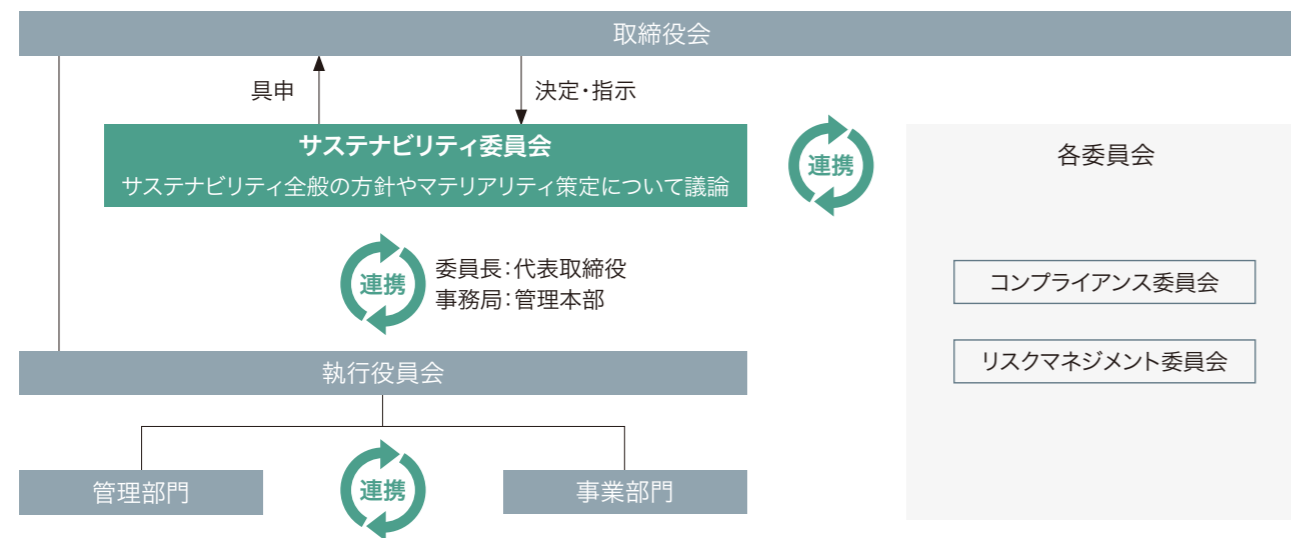 取締役会
具申
決定・指示
サステナビリティ委員会
サステナビリティ全般の方針やマテリアリティ策定について議論
連携
各委員会
連携
委員長：代表取締役
事務局：管理本部
コンプライアンス委員会
リスクマネジメント委員会
執行役員会
管理部門
連携
事業部門